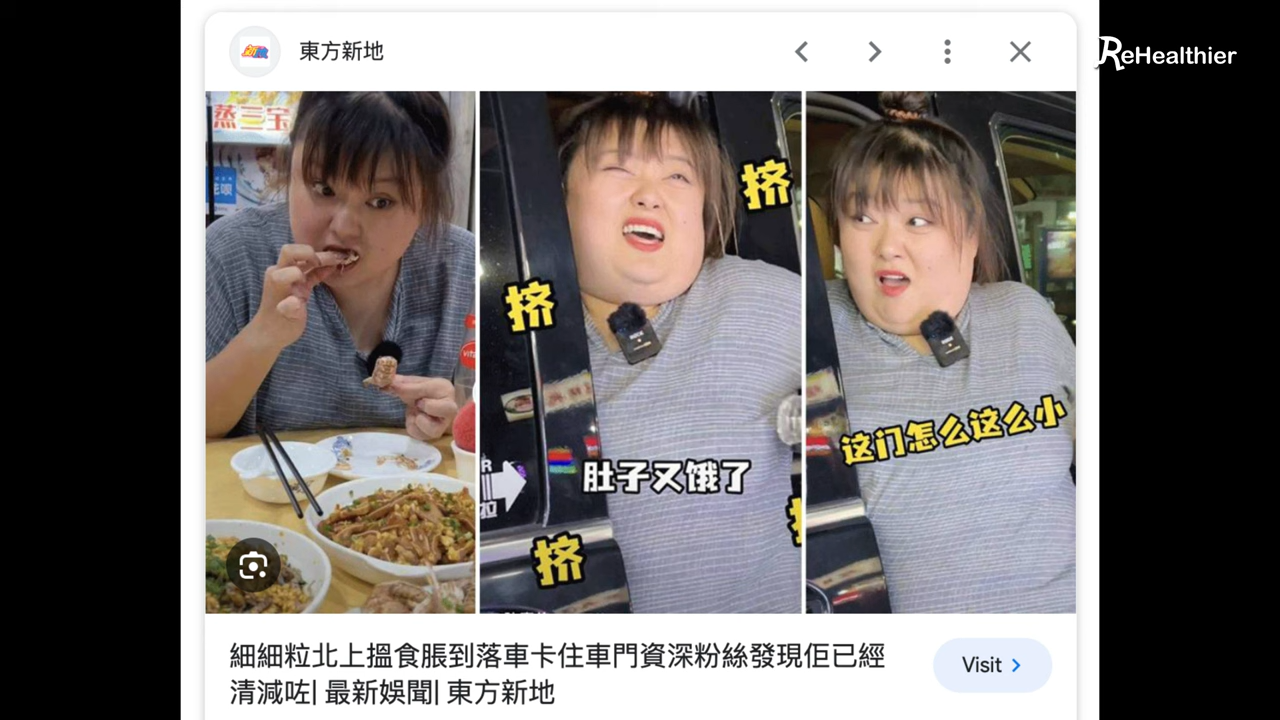 東方新地
ReHealthier
蒸三宝
挤
挤
肚子又饿了
挤
这门怎么这么小
細細粒北上搵食脹到落車卡住車門資深粉絲發現佢已經
清減咗| 最新娛聞| 東方新地
Visit